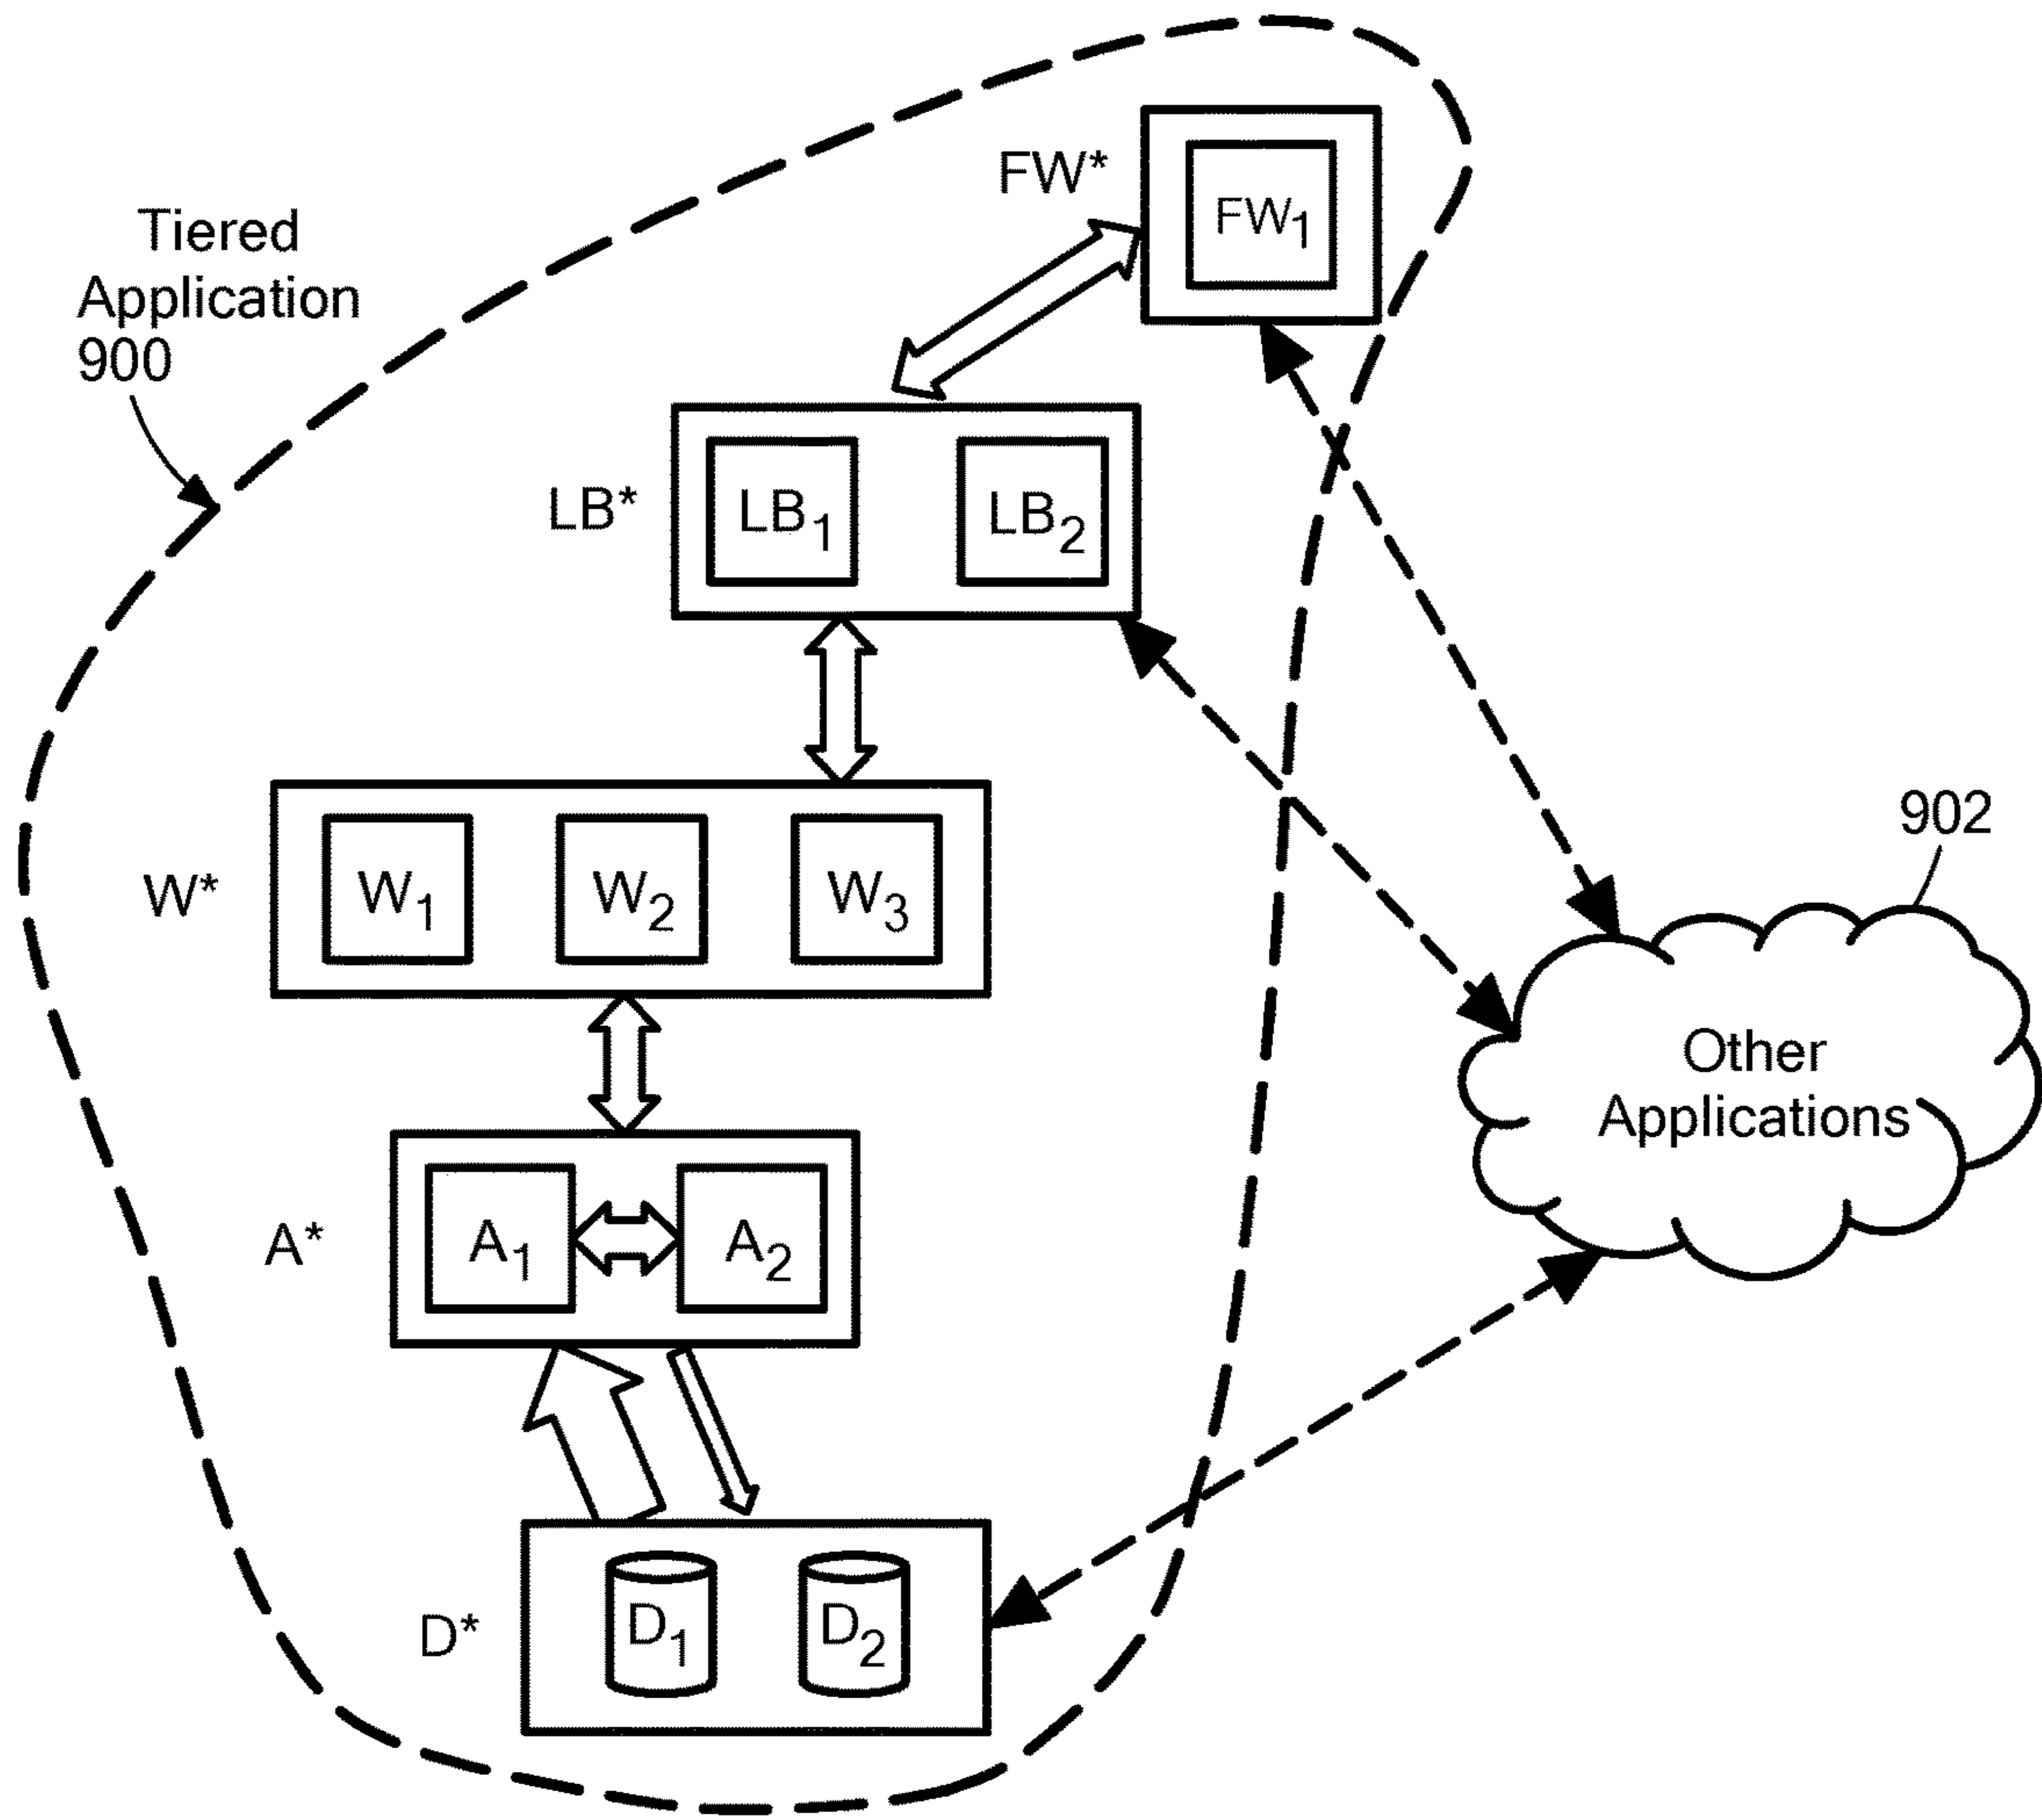 Tiered
Application
900
FW*
FW1
LB*
LB1
LB2
W*
W1
W2
W3
902
Other
Applications
A*
A1
A2
D*
D1
D2